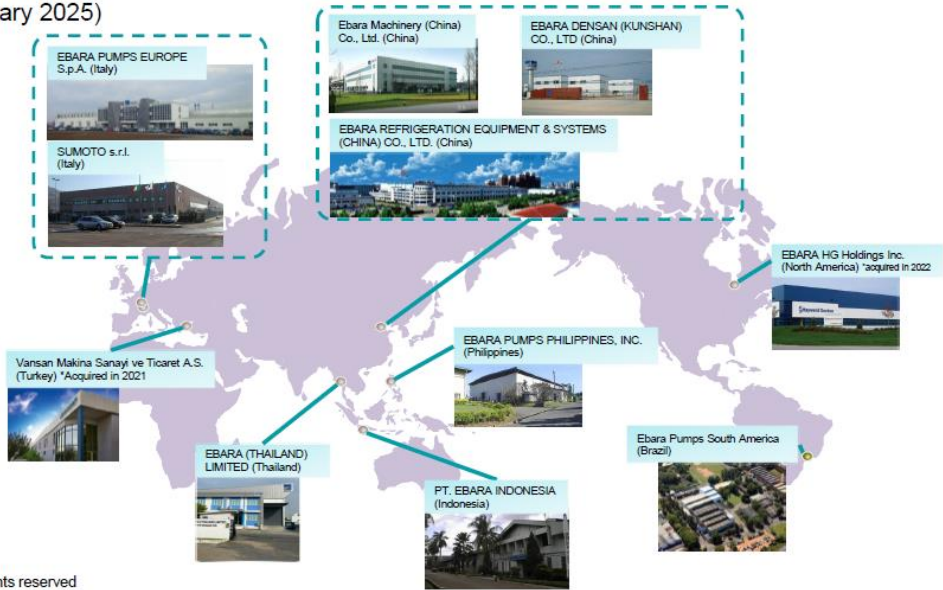 ary 2025)
EBARA PUMPS EUROPE
S.p.A. (Italy)
SUMOTO s.r.l.
(Italy)
Ebara Machinery (China)
Co., Ltd. (China)
EBARA DENSAN (KUNSHAN)
CO., LTD (China)
EBARA REFRIGERATION EQUIPMENT & SYSTEMS
(CHINA) CO., LTD. (China)
EBARA HG Holdings Inc.
(North America) *acquired in 2022
Vansan Makina Sanayi ve Ticaret A.S.
(Turkey) *Acquired in 2021
EBARA PUMPS PHILIPPINES, INC.
(Philippines)
EBARA (THAILAND)
LIMITED (Thailand)
PT. EBARA INDONESIA
(Indonesia)
Ebara Pumps South America
(Brazil)
nts reserved